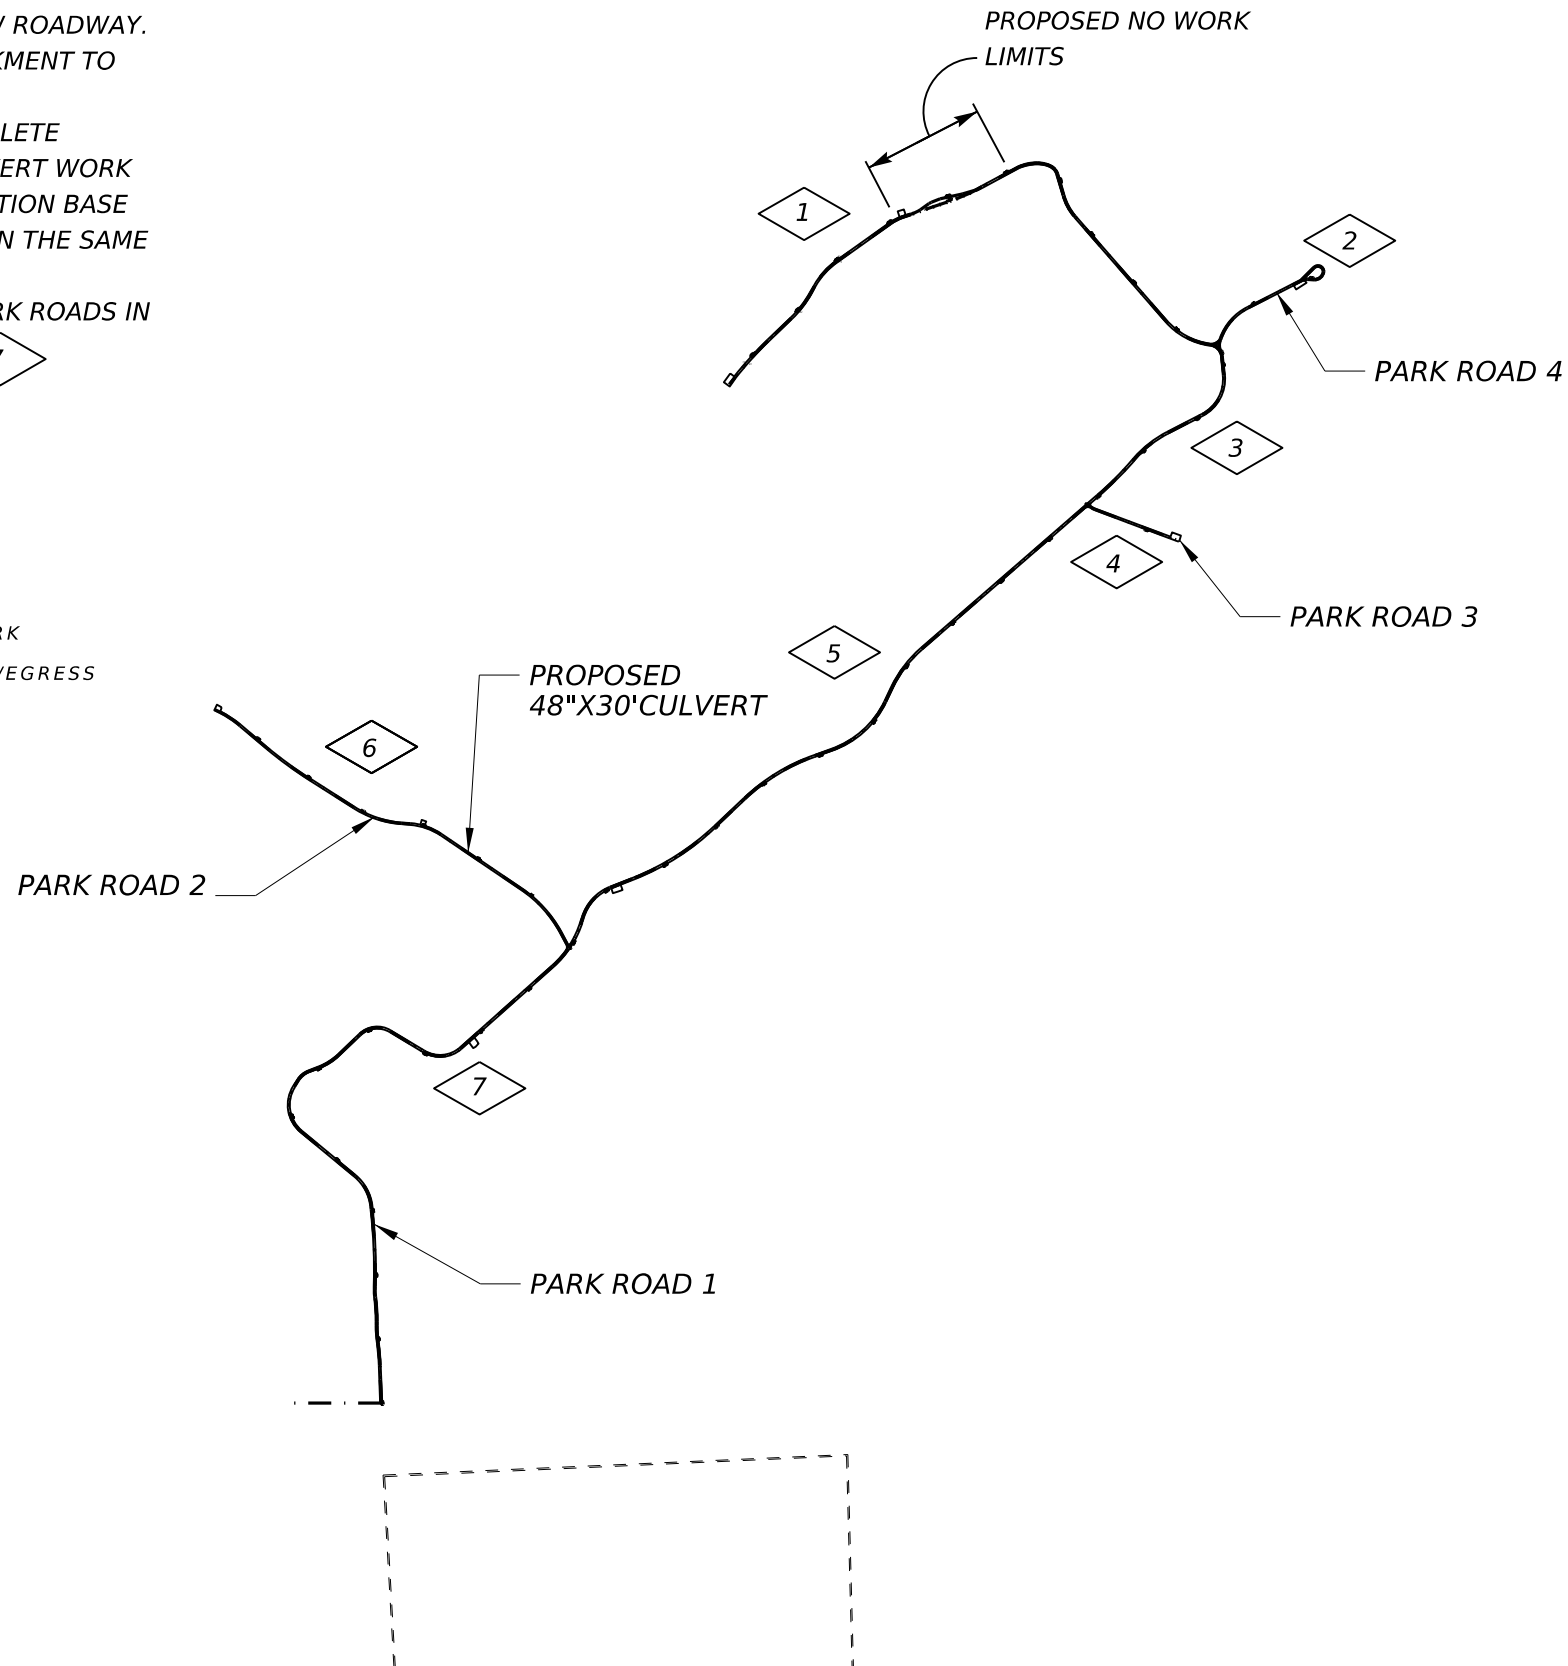 ROADWAY.
KMENT TO
LETE
ERT WORK
TION BASE
N THE SAME
RK ROADS IN
RK
/EGRESS
PROPOSED NO WORK
LIMITS
1
2
PARK ROAD 4
3
4
PARK ROAD 3
5
PROPOSED
48"X30'CULVERT
6
PARK ROAD 2
7
PARK ROAD 1